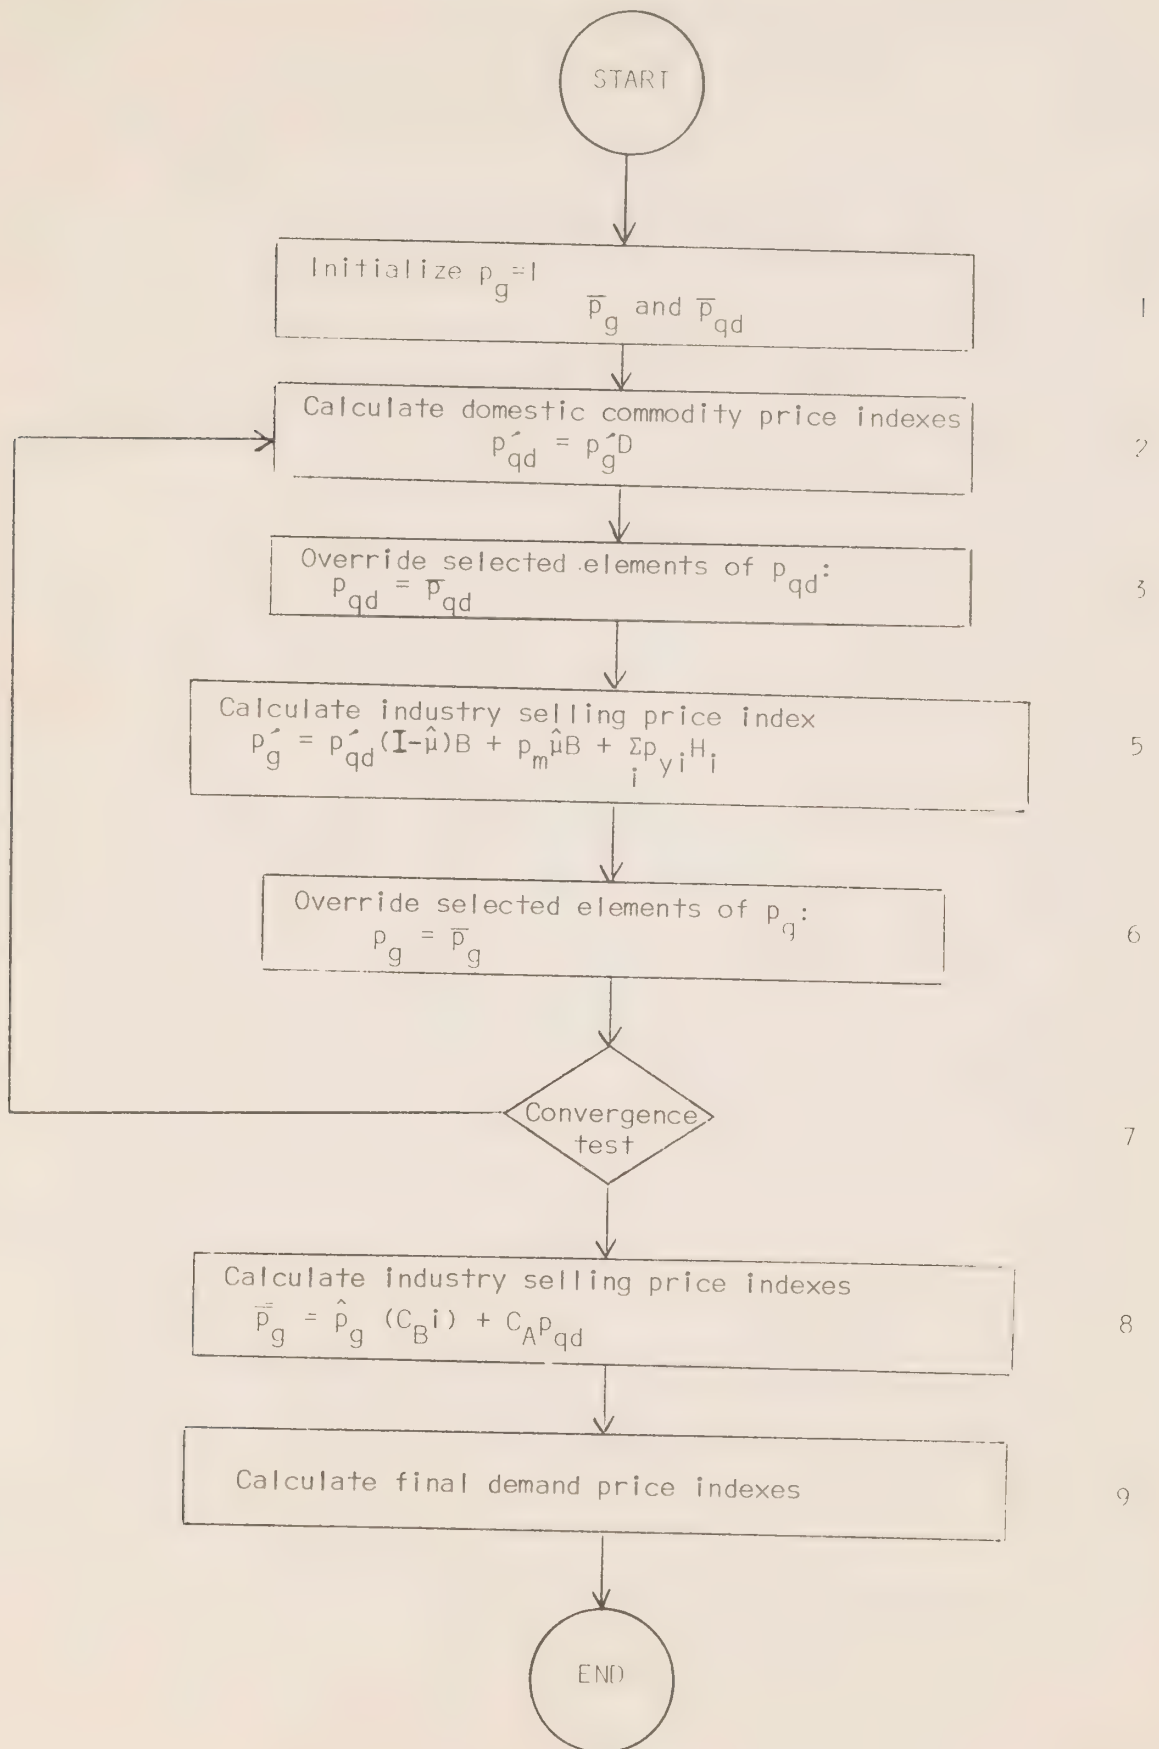 START
Initialize p_g=1
p̅_g and p̅_qd
1
Calculate domestic commodity price indexes
p´_qd = p´_g D
2
Override selected elements of p_qd:
p_qd = p̅_qd
3
Calculate industry selling price index
p´_g = p´_qd (I-μ̂)B + p_m μ̂B + Σ_i p_yi H_i
5
Override selected elements of p_g:
p_g = p̅_g
6
Convergence
test
7
Calculate industry selling price indexes
p̿_g = p̂_g (C_B i) + C_A p_qd
8
Calculate final demand price indexes
9
END